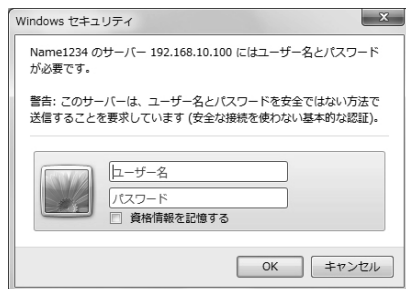 Windows セキュリティ
Name1234 のサーバー 192.168.10.100 にはユーザー名とパスワード
が必要です。
警告: このサーバーは、ユーザー名とパスワードを安全ではない方法で
送信することを要求しています (安全な接続を使わない基本的な認証)。
ユーザー名
パスワード
資格情報を記憶する
OK
キャンセル